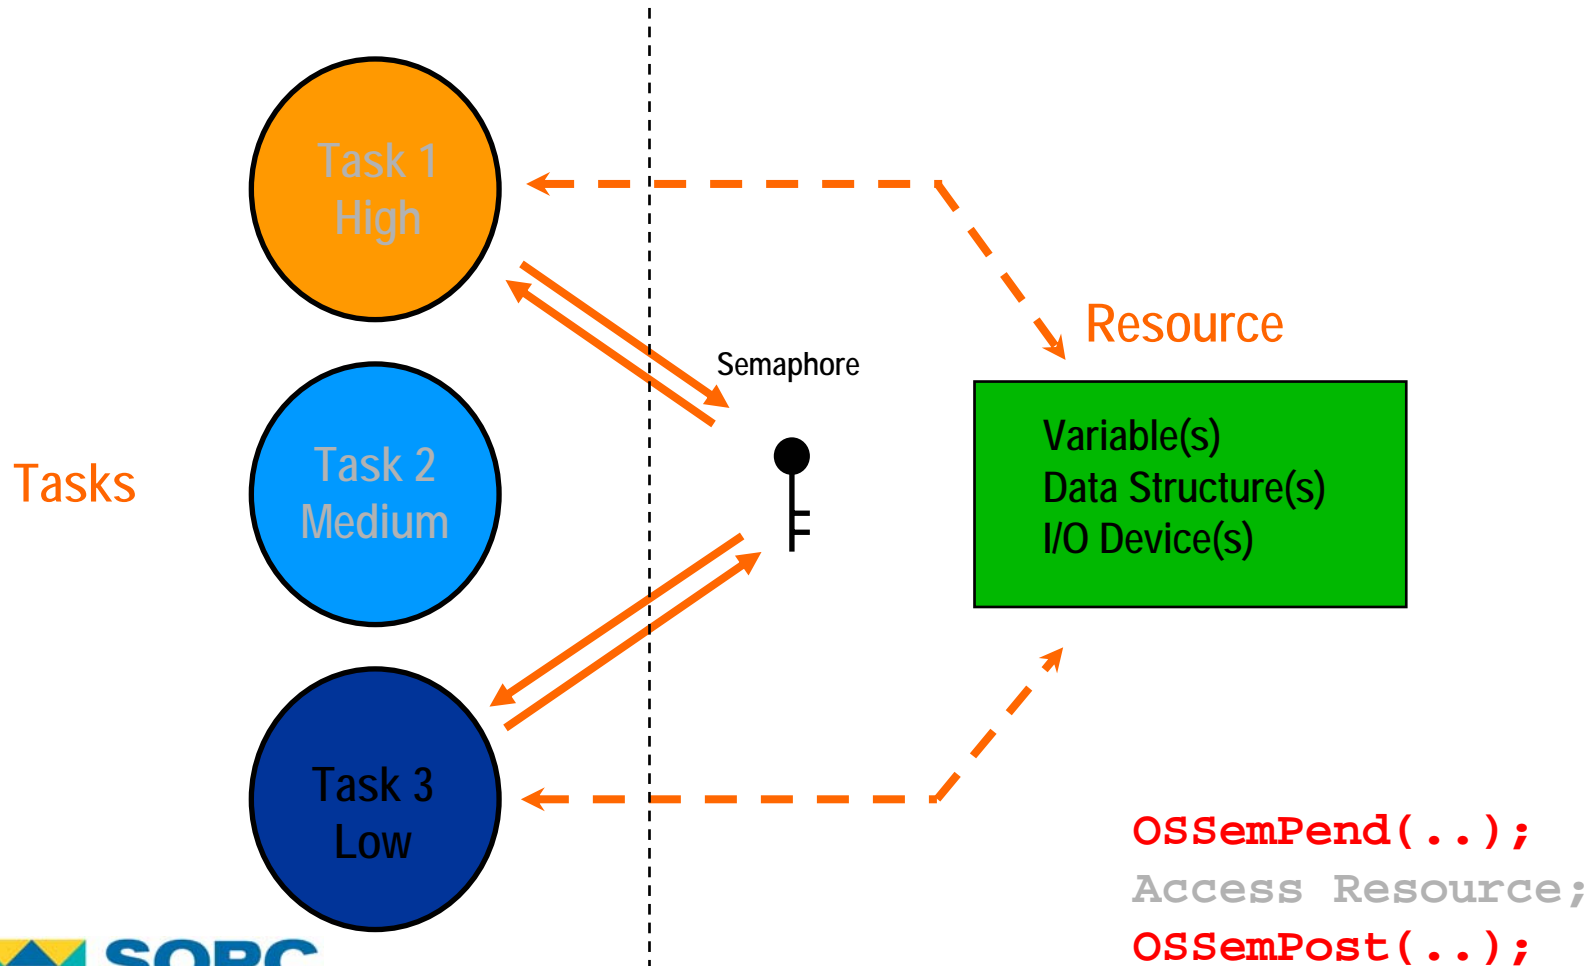 Task 1
High
Resource
Semaphore
Variable(s)
Data Structure(s)
I/O Device(s)
Tasks
Task 2
Medium
Task 3
Low
OSSemPend(..);
Access Resource;
OSSemPost(..);